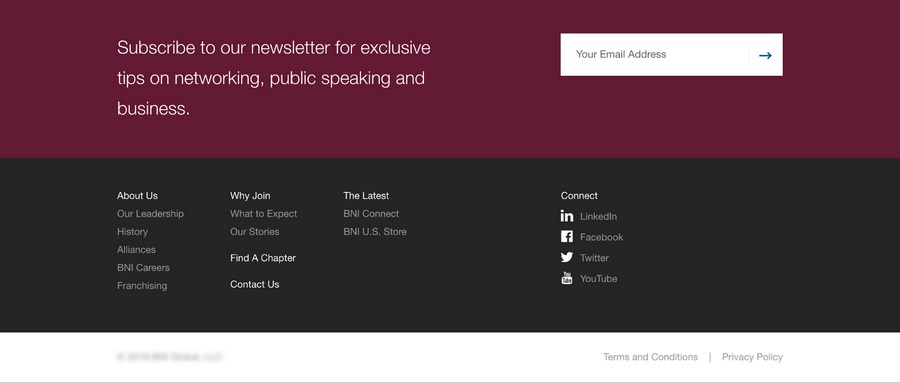 Subscribe to our newsletter for exclusive
tips on networking, public speaking and
business.
Your Email Address
About Us
Our Leadership
History
Alliances
BNI Careers
Franchising
Why Join
What to Expect
Our Stories
Find A Chapter
Contact Us
The Latest
BNI Connect
BNI U.S. Store
Connect
LinkedIn
Facebook
Twitter
YouTube
Terms and Conditions | Privacy Policy